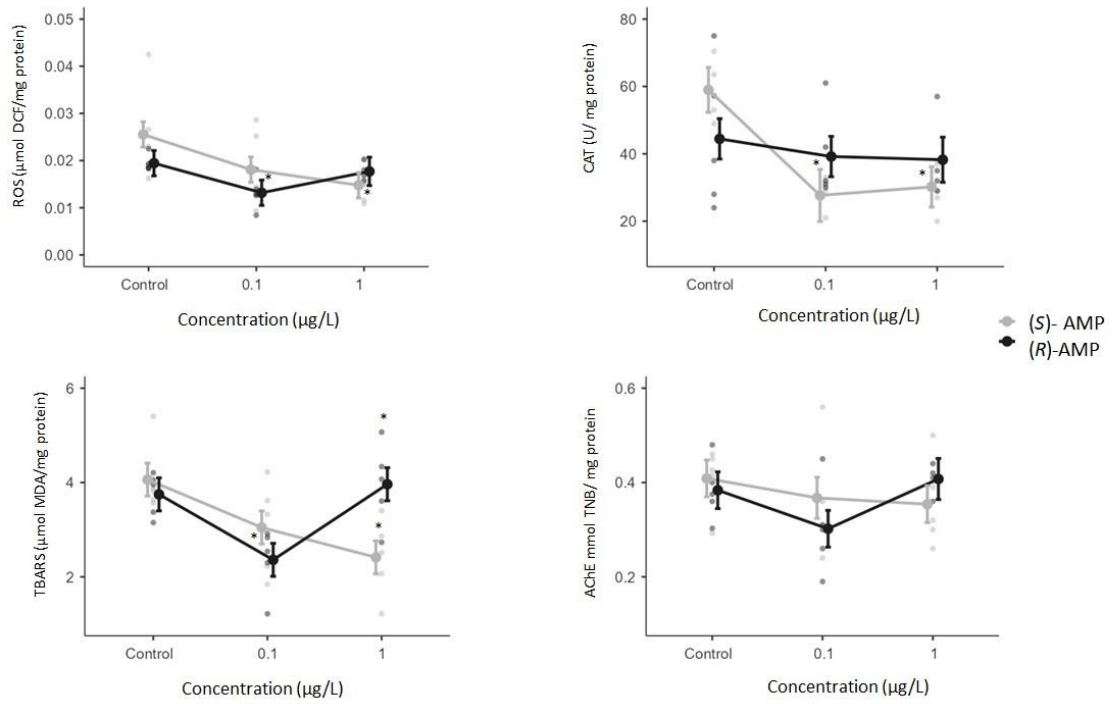 ROS (µmol DCF/mg protein)
0.05
0.04
0.03
0.02
0.01
0.00
*
*
Control
0.1
1
Concentration (µg/L)
CAT (U/ mg protein)
80
60
40
20
*
*
Control
0.1
1
Concentration (µg/L)
(S)- AMP
(R)-AMP
TBARS (µmol MDA/mg protein)
6
4
2
*
*
*
Control
0.1
1
Concentration (µg/L)
AChE mmol TNB/ mg protein
0.6
0.4
0.2
Control
0.1
1
Concentration (µg/L)